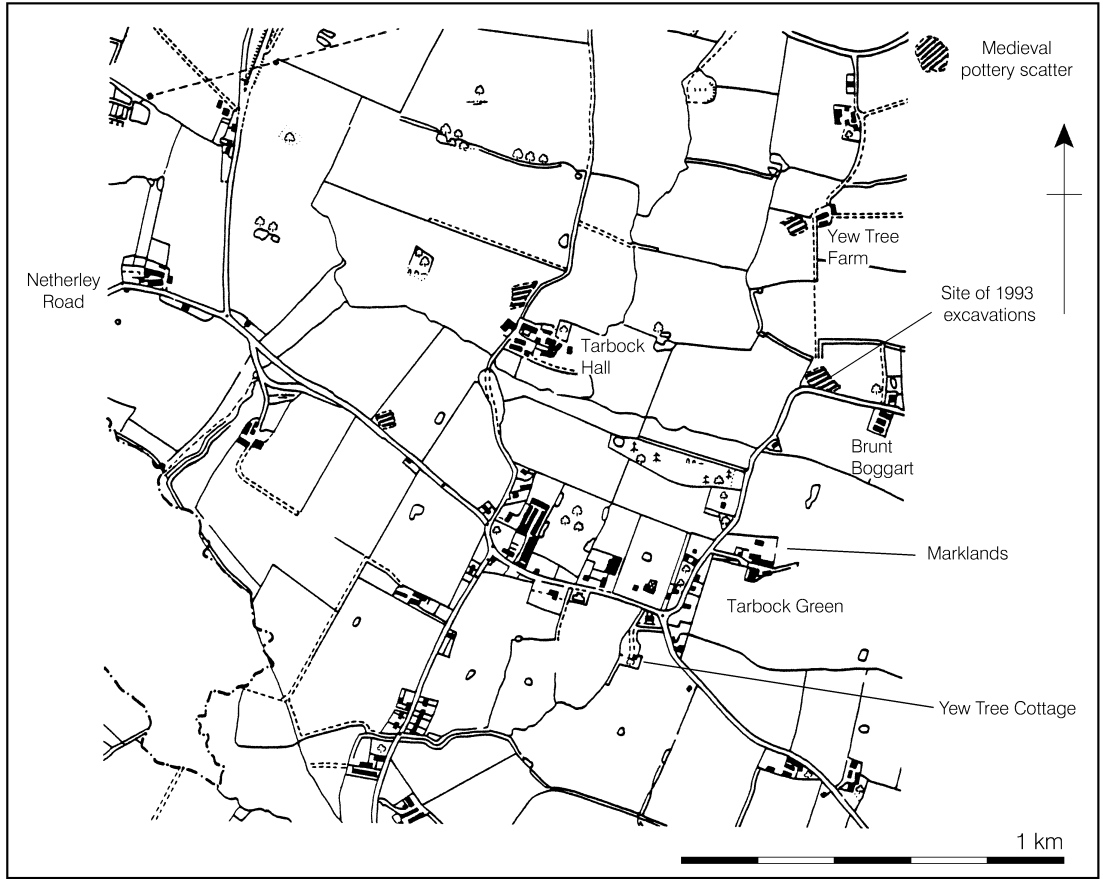 Medieval
pottery scatter
Yew Tree
Farm
Netherley
Road
Site of 1993
excavations
Tarbock
Hall
Brunt
Boggart
Marklands
Tarbock Green
Yew Tree Cottage
1 km